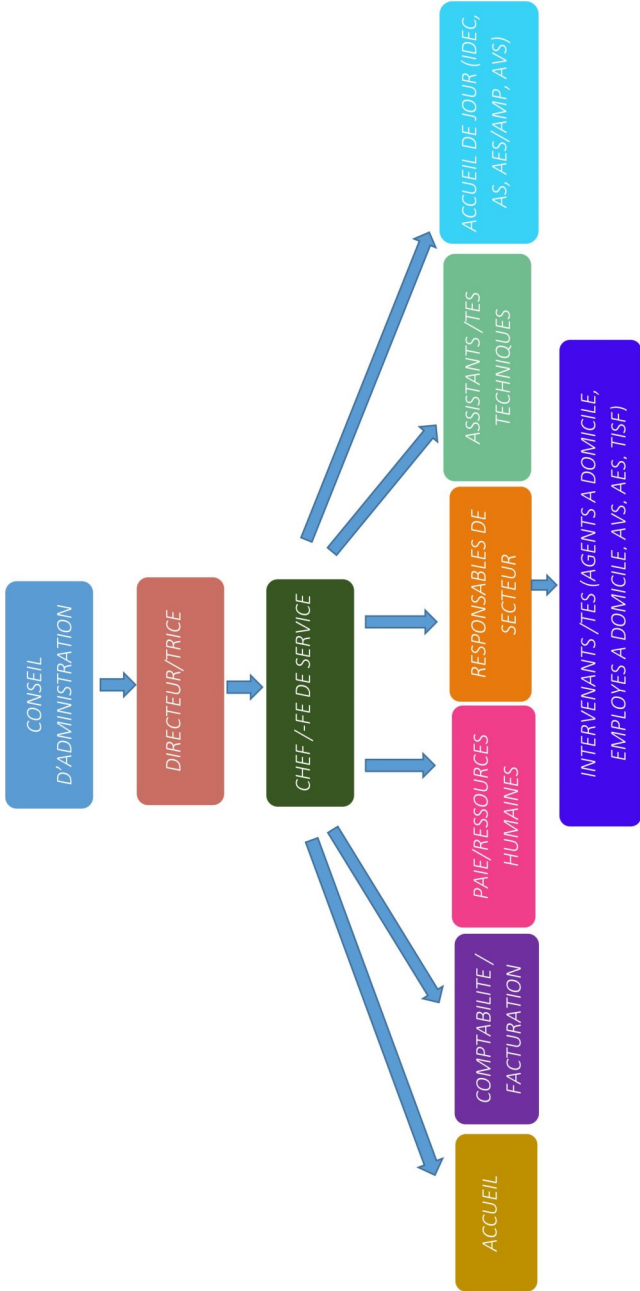 CONSEIL
D'ADMINISTRATION
DIRECTEUR/TRICE
CHEF /-FE DE SERVICE
ACCUEIL
COMPTABILITE /
FACTURATION
PAIE/RESSOURCES
HUMAINES
RESPONSABLES DE
SECTEUR
ASSISTANTS /TES
TECHNIQUES
ACCUEIL DE JOUR (IDEC,
AS, AES/AMP, AVS)
INTERVENANTS /TES (AGENTS A DOMICILE,
EMPLOYES A DOMICILE, AVS, AES, TISF)